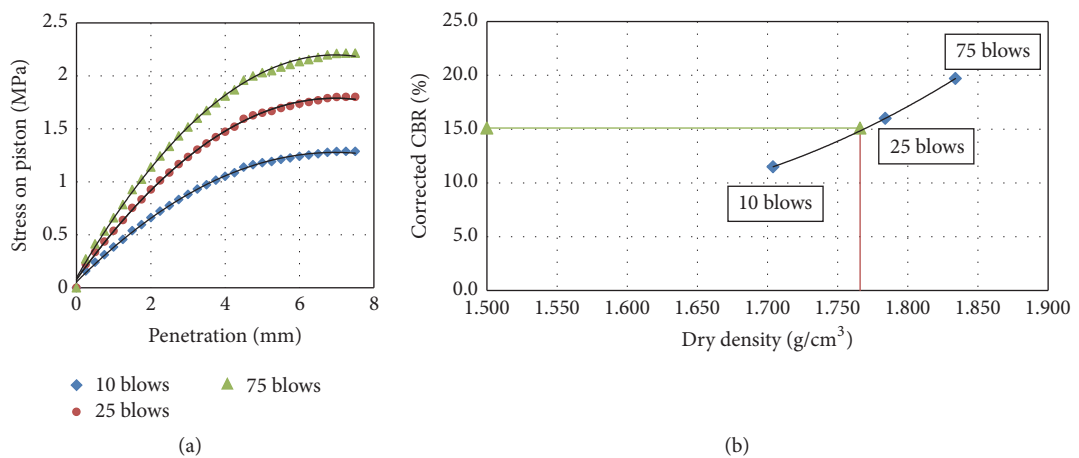 2.5
2
1.5
1
0.5
0
0 2 4 6 8
Stress on piston (MPa)
Penetration (mm)
10 blows
75 blows
25 blows
(a)
25.0
20.0
15.0
10.0
5.0
0.0
1.500 1.550 1.600 1.650 1.700 1.750 1.800 1.850 1.900
Corrected CBR (%)
Dry density (g/cm³)
75 blows
25 blows
10 blows
(b)